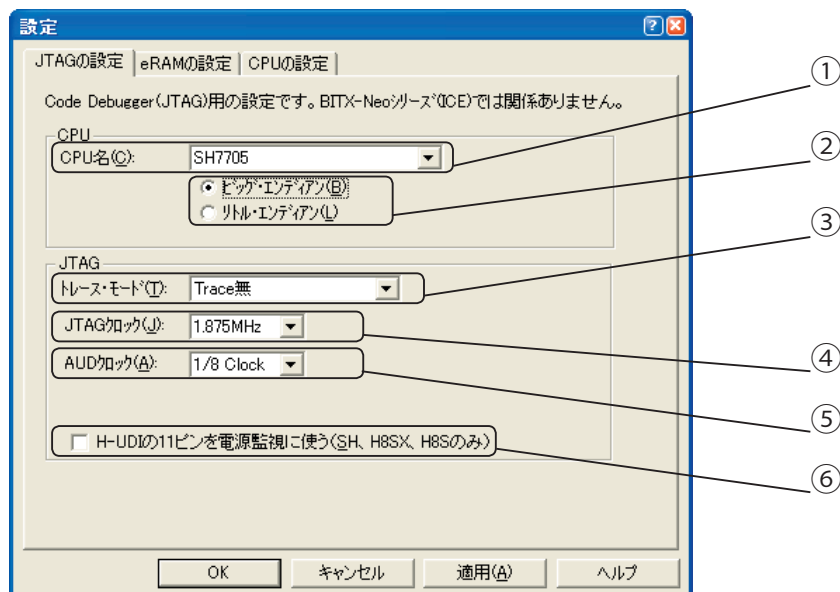 設定
JTAGの設定 eRAMの設定 CPUの設定
Code Debugger(JTAG)用の設定です。BITX-Neoシリーズ(ICE)では関係ありません。
①
CPU
CPU名(C): SH7705
②
ビッグ・エンディアン(B)
リトル・エンディアン(L)
③
JTAG
トレース・モード(T): Trace無
JTAGクロック(J): 1.875MHz
④
AUDクロック(A): 1/8 Clock
⑤
H-UDIの11ピンを電源監視に使う(SH、H8SX、H8Sのみ)
⑥
OK キャンセル 適用(A) ヘルプ